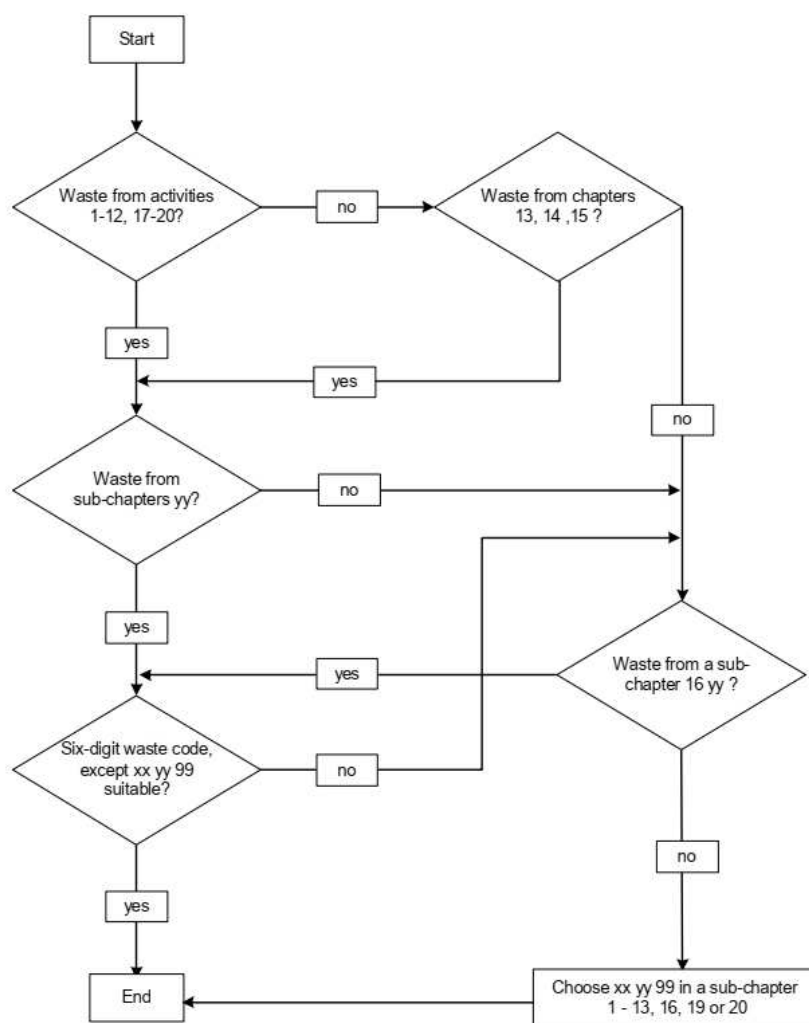 Start
Waste from activities
1-12, 17-20?
no
Waste from chapters
13, 14 ,15 ?
yes
yes
no
Waste from
sub-chapters yy?
no
yes
yes
Waste from a sub-
chapter 16 yy ?
Six-digit waste code,
except xx yy 99
suitable?
no
no
yes
End
Choose xx yy 99 in a sub-chapter
1 - 13, 16, 19 or 20